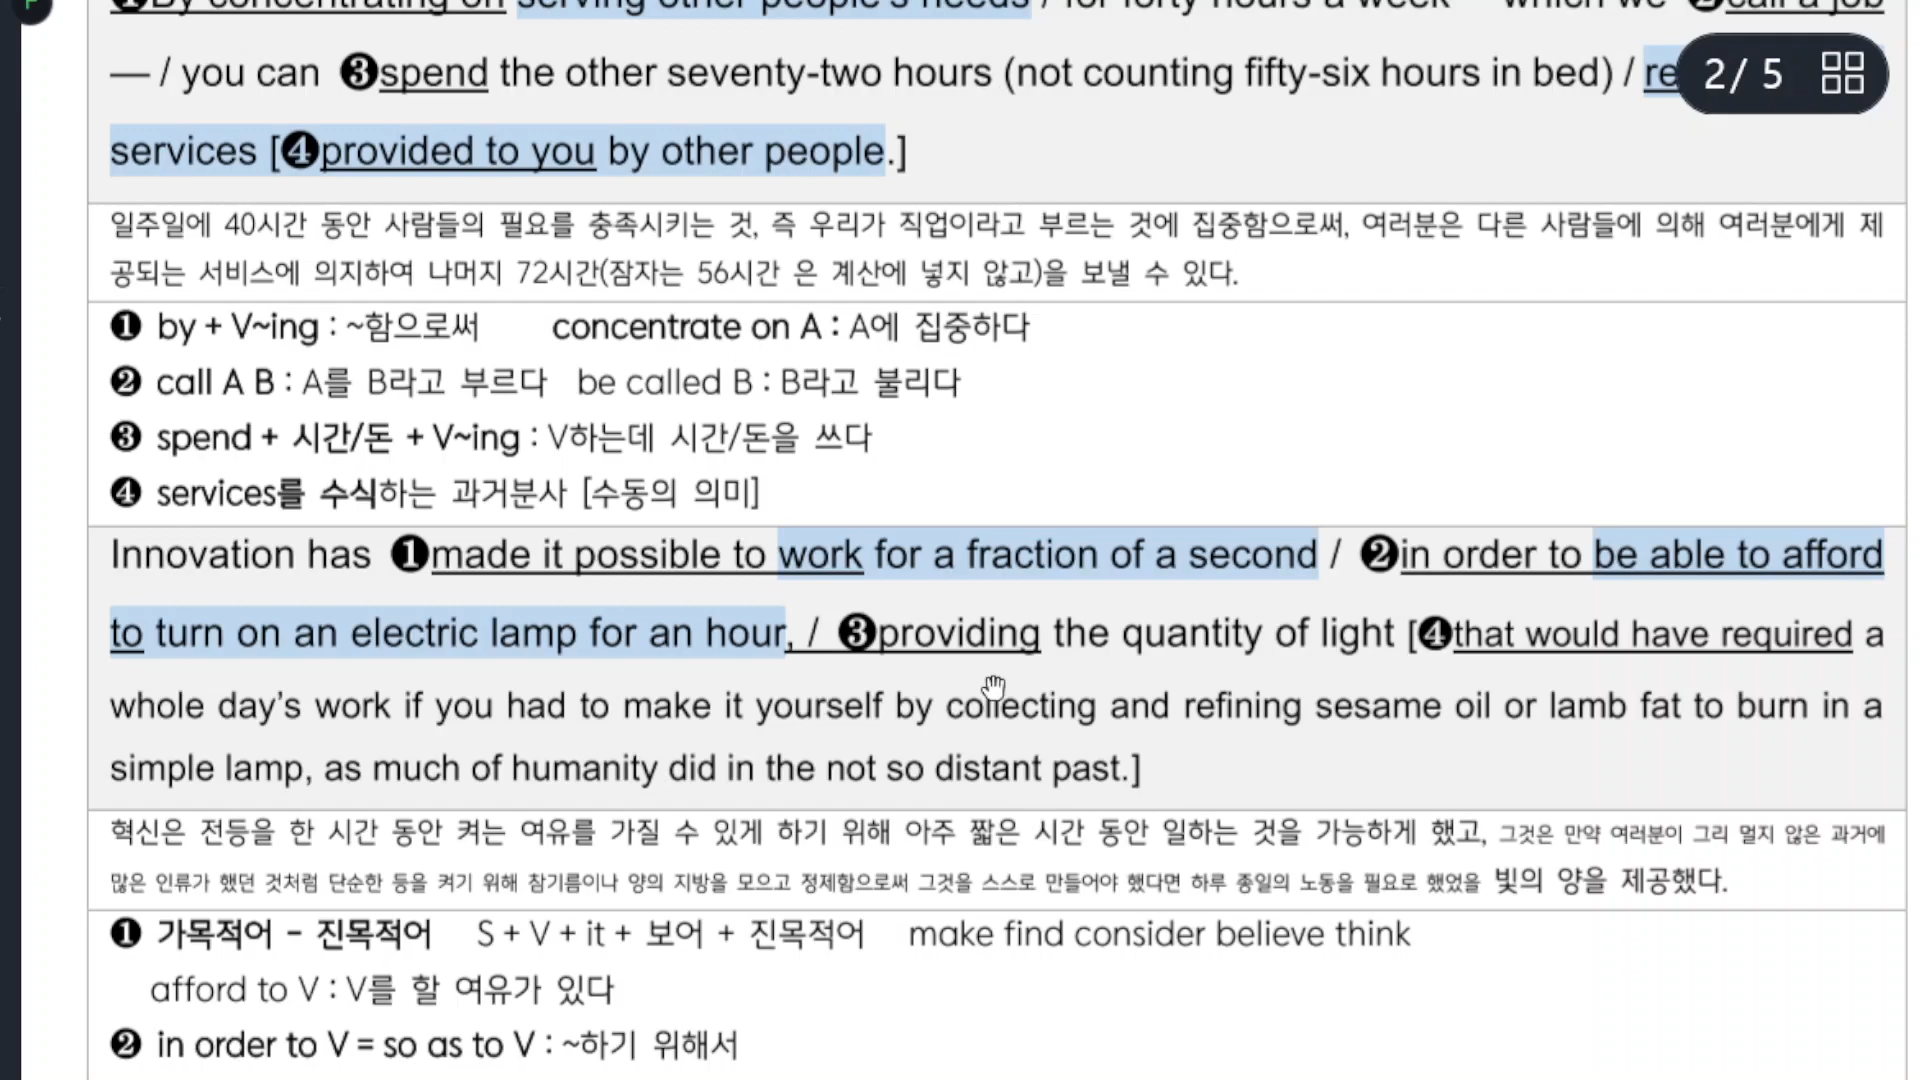 ❶By concentrating on serving other people's needs / for forty hours a week — which we ❷call a job
— / you can ❸spend the other seventy-two hours (not counting fifty-six hours in bed) / re
services [❹provided to you by other people.]
2/ 5
일주일에 40시간 동안 사람들의 필요를 충족시키는 것, 즉 우리가 직업이라고 부르는 것에 집중함으로써, 여러분은 다른 사람들에 의해 여러분에게 제
공되는 서비스에 의지하여 나머지 72시간(잠자는 56시간 은 계산에 넣지 않고)을 보낼 수 있다.
❶ by + V~ing : ~함으로써 concentrate on A : A에 집중하다
❷ call A B : A를 B라고 부르다 be called B : B라고 불리다
❸ spend + 시간/돈 + V~ing : V하는데 시간/돈을 쓰다
❹ services를 수식하는 과거분사 [수동의 의미]
Innovation has ❶made it possible to work for a fraction of a second / ❷in order to be able to afford
to turn on an electric lamp for an hour, / ❸providing the quantity of light [❹that would have required a
whole day's work if you had to make it yourself by collecting and refining sesame oil or lamb fat to burn in a
simple lamp, as much of humanity did in the not so distant past.]
혁신은 전등을 한 시간 동안 켜는 여유를 가질 수 있게 하기 위해 아주 짧은 시간 동안 일하는 것을 가능하게 했고, 그것은 만약 여러분이 그리 멀지 않은 과거에
많은 인류가 했던 것처럼 단순한 등을 켜기 위해 참기름이나 양의 지방을 모으고 정제함으로써 그것을 스스로 만들어야 했다면 하루 종일의 노동을 필요로 했었을 빛의 양을 제공했다.
❶ 가목적어 - 진목적어 S + V + it + 보어 + 진목적어 make find consider believe think
afford to V : V를 할 여유가 있다
❷ in order to V = so as to V : ~하기 위해서